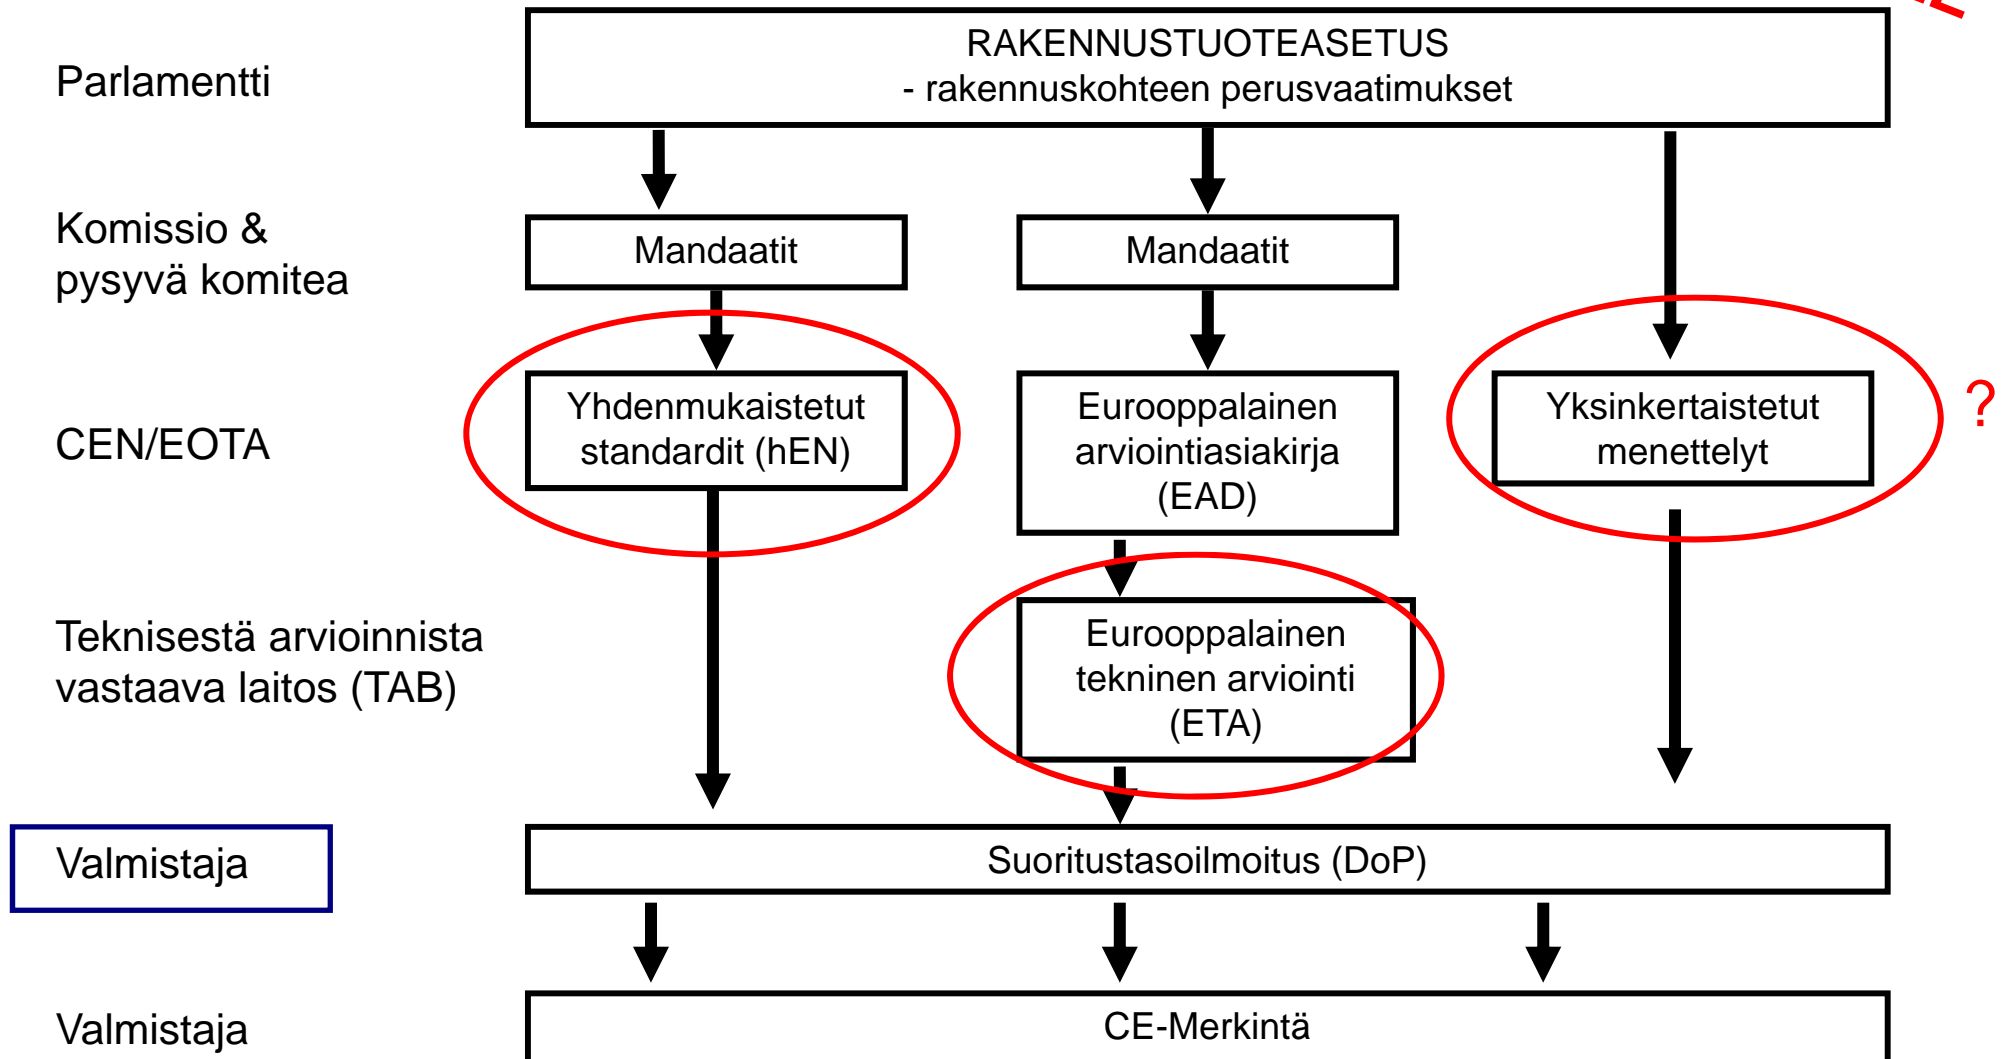 RAKENNUSTUOTEASETUS
- rakennuskohteen perusvaatimukset
Parlamentti
Komissio &
pysyvä komitea
Mandaatit
Mandaatit
CEN/EOTA
Yhdenmukaistetut
standardit (hEN)
Eurooppalainen
arviointiasiakirja
(EAD)
Yksinkertaistetut
menettelyt
?
Teknisestä arvioinnista
vastaava laitos (TAB)
Eurooppalainen
tekninen arviointi
(ETA)
Valmistaja
Suoritustasoilmoitus (DoP)
Valmistaja
CE-Merkintä